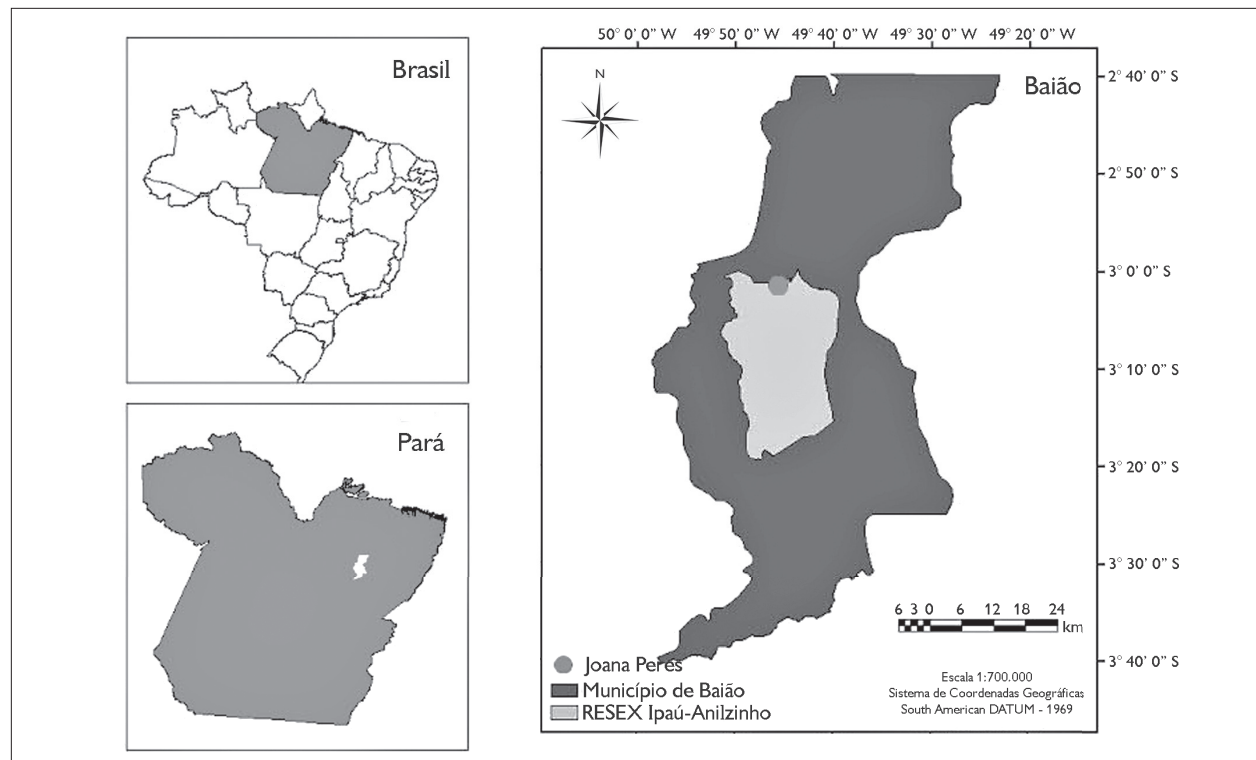 Brasil
Pará
50° 0' 0" W 49° 50' 0" W 49° 40' 0" W 49° 30' 0" W 49° 20' 0" W
Baião
N
2° 40' 0" S
2° 50' 0" S
3° 0' 0" S
3° 10' 0" S
3° 20' 0" S
3° 30' 0" S
3° 40' 0" S
6 3 0 6 12 18 24
km
Joana Peres
Município de Baião
RESEX Ipaú-Anilzinho
Escala 1:700.000
Sistema de Coordenadas Geográficas
South American DATUM - 1969